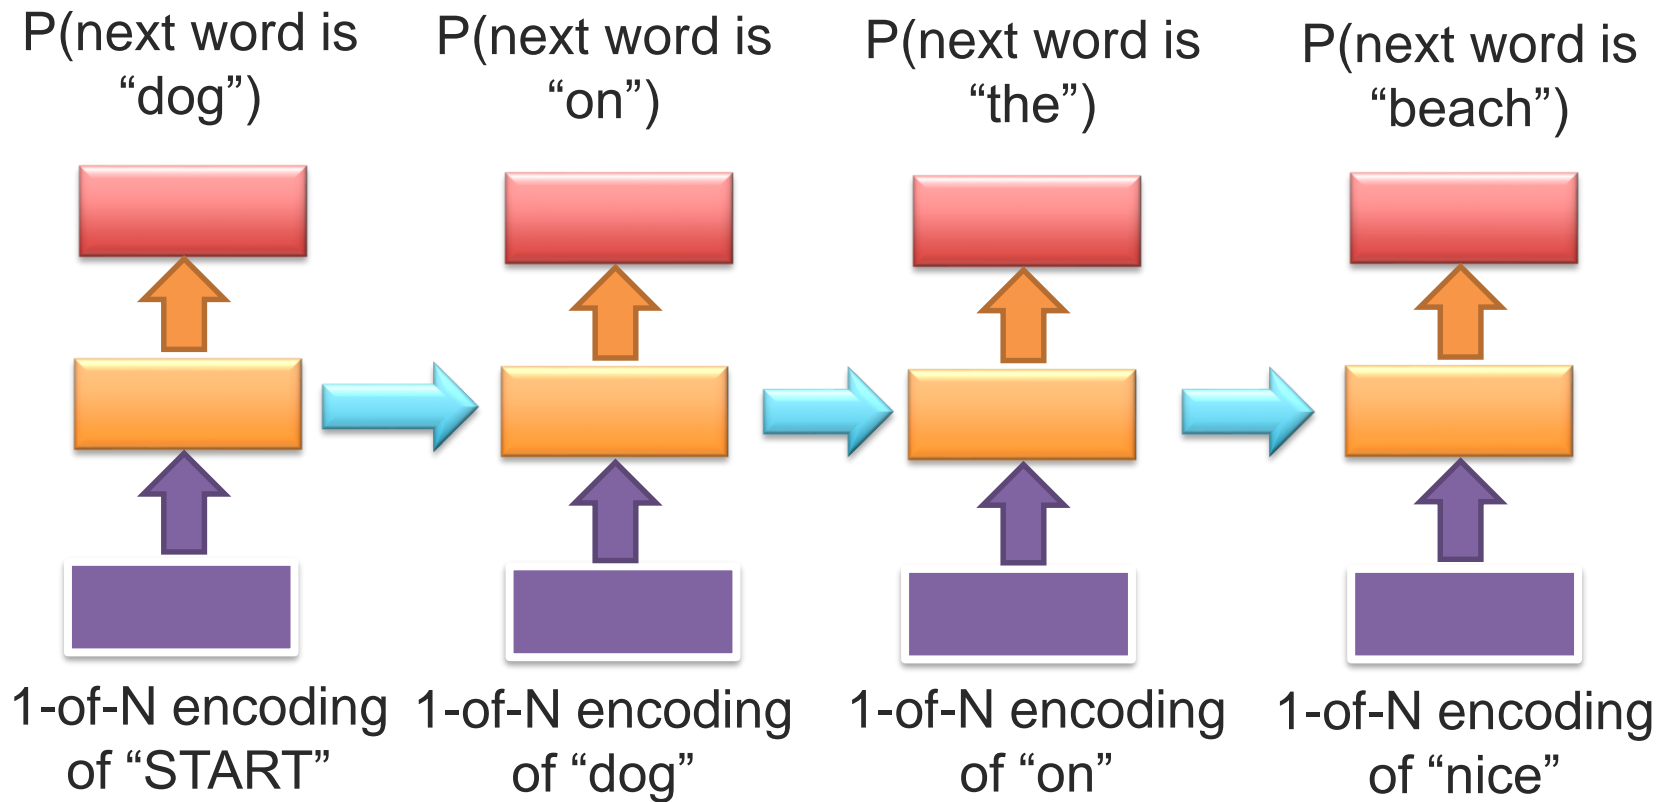 P(next word is
“dog”)
P(next word is
“on”)
P(next word is
“the”)
P(next word is
“beach”)
1-of-N encoding
of “START”
1-of-N encoding
of “dog”
1-of-N encoding
of “on”
1-of-N encoding
of “nice”